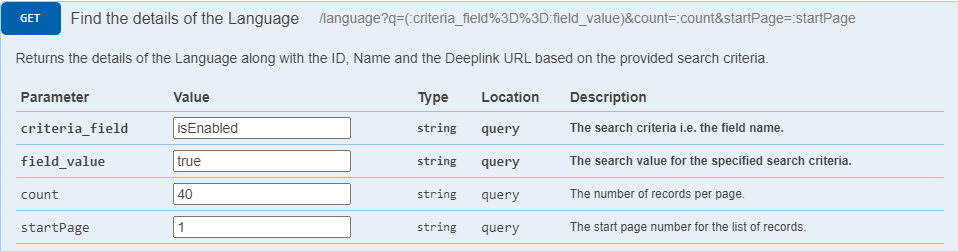 GET Find the details of the Language /language?q=(:criteria_field%3D%3D:field_value)&count=:count&startPage=:startPage
Returns the details of the Language along with the ID, Name and the Deeplink URL based on the provided search criteria.
Parameter Value Type Location Description
criteria_field isEnabled string query The search criteria i.e. the field name.
field_value true string query The search value for the specified search criteria.
count 40 string query The number of records per page.
startPage 1 string query The start page number for the list of records.